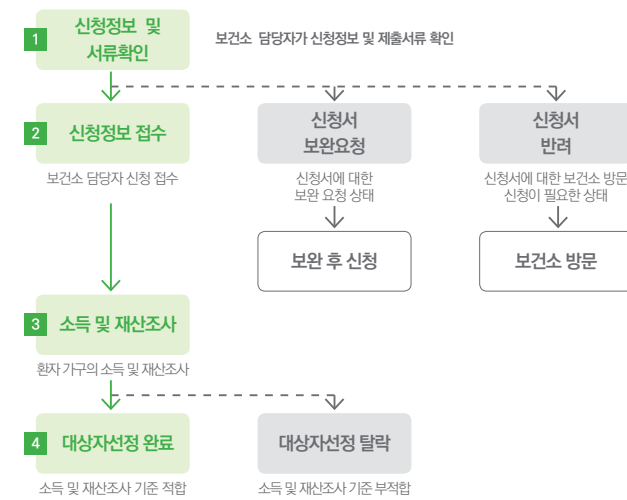 1
신청정보 및
서류확인
보건소 담당자가 신청정보 및 제출서류 확인
2
신청정보 접수
보건소 담당자 신청 접수
신청서
보완요청
신청서에 대한
보완 요청 상태
보완 후 신청
신청서
반려
신청서에 대한 보건소 방문
신청이 필요한 상태
보건소 방문
3
소득 및 재산조사
환자 가구의 소득 및 재산조사
4
대상자선정 완료
소득 및 재산조사 기준 적합
대상자선정 탈락
소득 및 재산조사 기준 부적합